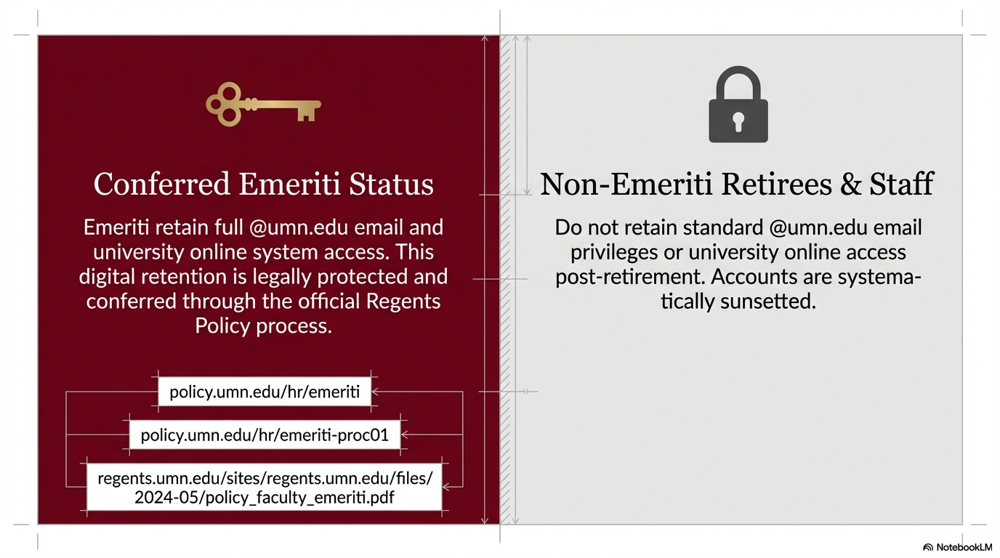 Conferred Emeriti Status
Emeriti retain full @umn.edu email and
university online system access. This
digital retention is legally protected and
conferred through the official Regents
Policy process.
policy.umn.edu/hr/emeriti
policy.umn.edu/hr/emeriti-proc01
regents.umn.edu/sites/regents.umn.edu/files/
2024-05/policy_faculty_emeriti.pdf
Non-Emeriti Retirees & Staff
Do not retain standard @umn.edu email
privileges or university online access
post-retirement. Accounts are systema-
tically sunsetted.
NotebookLM